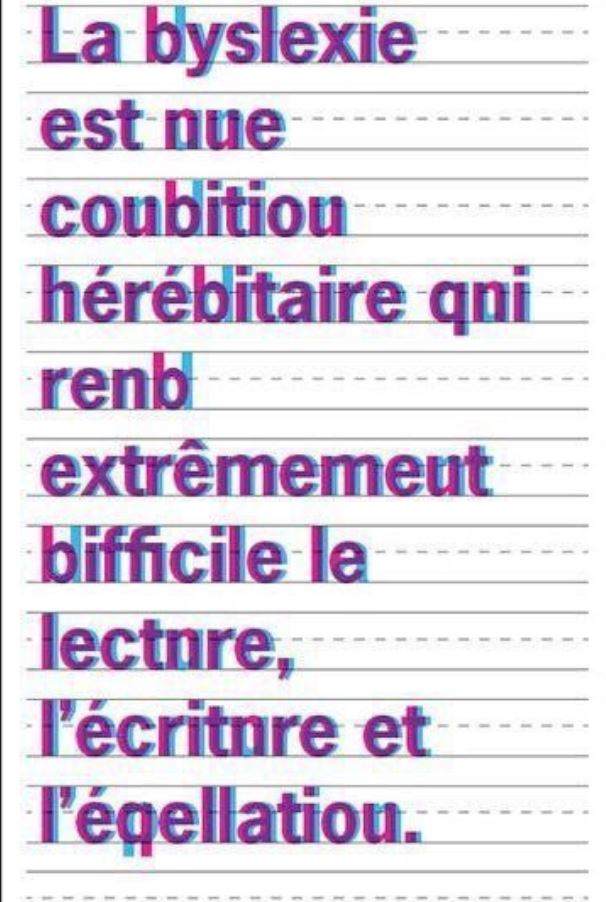 La byslexie
est nue
coubitiou
hérébitaire qni
renb
extrêmemeut
bifficile le
lectnre,
l'écritnre et
l'éqellatiou.